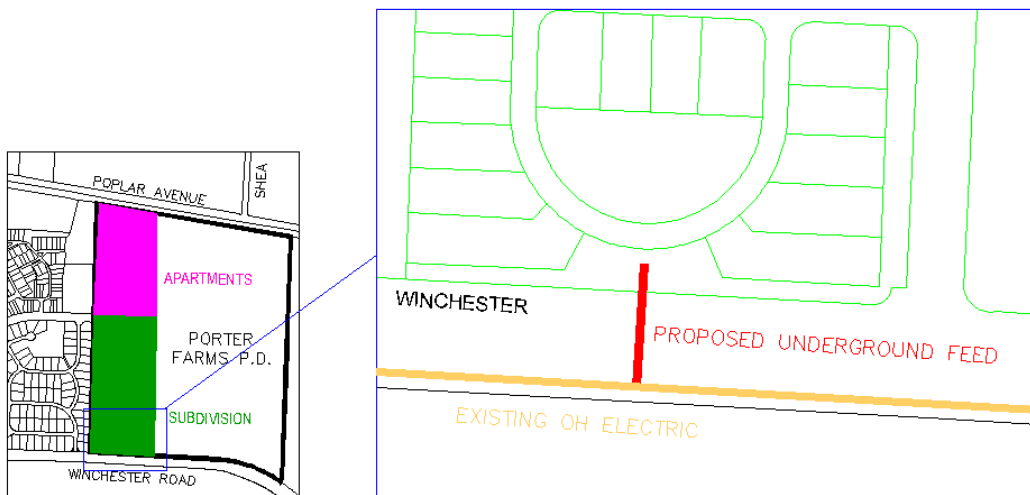 POPLAR AVENUE
SHEA
APARTMENTS
PORTER
FARMS P.D.
SUBDIVISION
WINCHESTER ROAD
WINCHESTER
PROPOSED UNDERGROUND FEED
EXISTING OH ELECTRIC